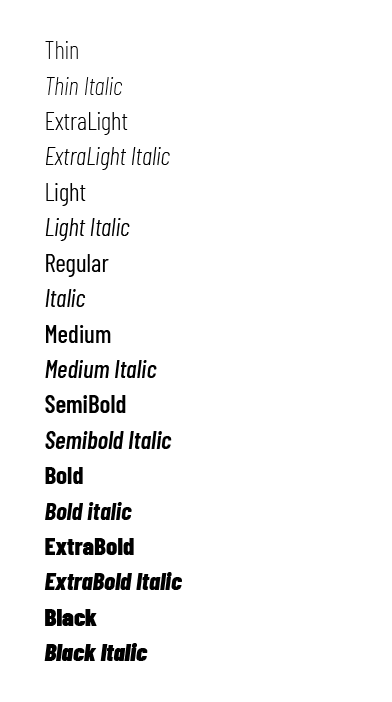 Thin
Thin Italic
ExtraLight
ExtraLight Italic
Light
Light Italic
Regular
Italic
Medium
Medium Italic
SemiBold
Semibold Italic
Bold
Bold italic
ExtraBold
ExtraBold Italic
Black
Black Italic